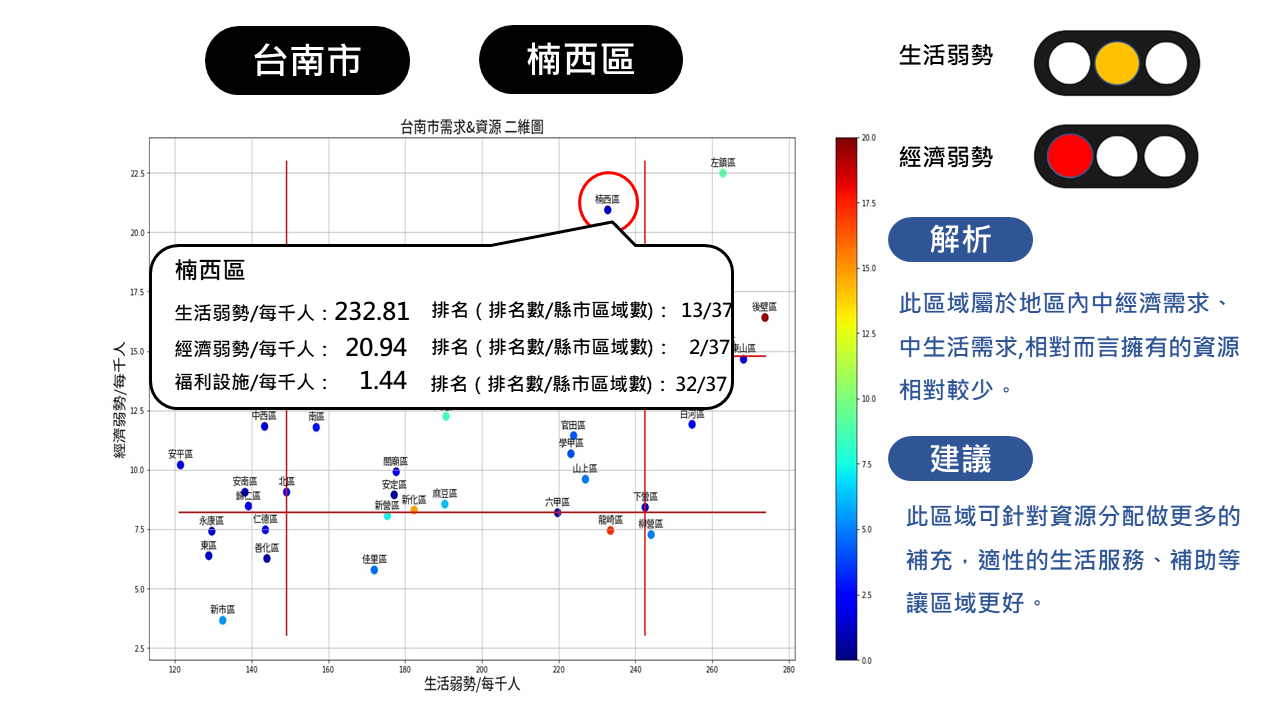 台南市
楠西區
生活弱勢
經濟弱勢
台南市需求&資源 二維圖
左鎮區
楠西區
楠西區
生活弱勢/每千人：232.81 排名（排名數/縣市區域數)： 13/37
經濟弱勢/每千人： 20.94 排名（排名數/縣市區域數)： 2/37
福利設施/每千人： 1.44 排名（排名數/縣市區域數)：32/37
後壁區
東山區
中西區
南區
白河區
官田區
學甲區
安平區
關廟區
山上區
安南區
北區
安定區
歸仁區
新營區
新化區
麻豆區
六甲區
下營區
永康區
仁德區
龍崎區
柳營區
東區
善化區
佳里區
新市區
經濟弱勢/每千人
22.5
20.0
17.5
15.0
12.5
10.0
7.5
5.0
2.5
120 140 160 180 200 220 240 260 280
生活弱勢/每千人
20.0
17.5
15.0
12.5
10.0
7.5
5.0
2.5
0.0
解析
此區域屬於地區內中經濟需求、
中生活需求,相對而言擁有的資源
相對較少。
建議
此區域可針對資源分配做更多的
補充，適性的生活服務、補助等
讓區域更好。